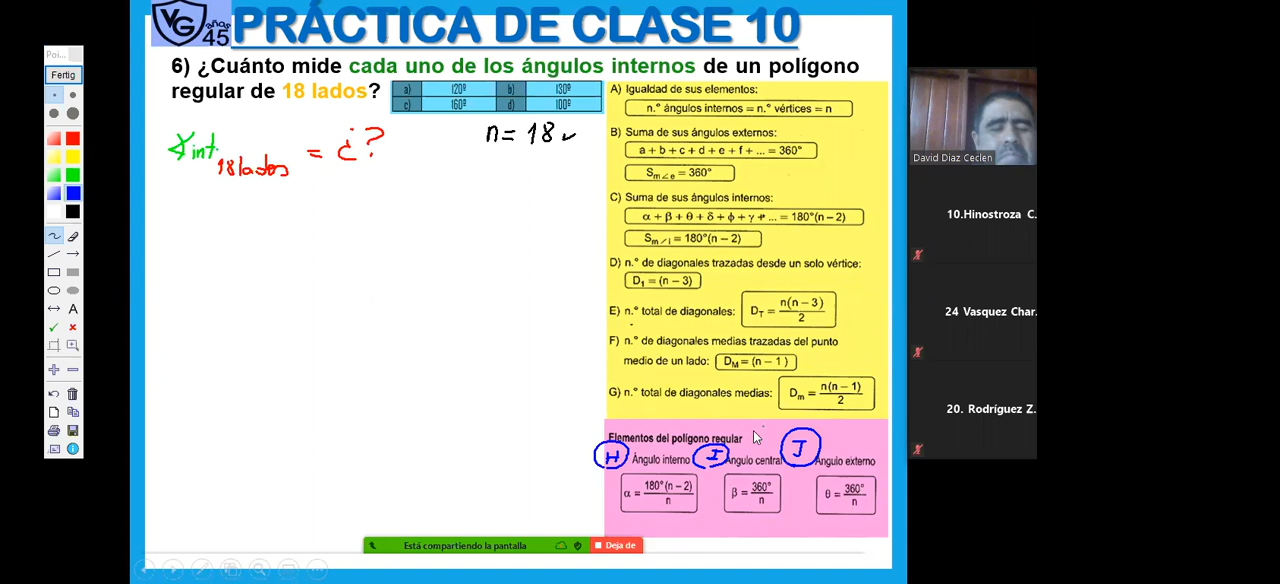 VG
años
45
PRÁCTICA DE CLASE 10
6) ¿Cuánto mide cada uno de los ángulos internos de un polígono
regular de 18 lados?
a) 120º b) 130º
c) 160º d) 100º
∡int. 18 lados = ¿?
n = 18
A) Igualdad de sus elementos:
n.° ángulos internos = n.° vértices = n
B) Suma de sus ángulos externos:
a + b + c + d + e + f + ... = 360°
Sm∠e = 360°
C) Suma de sus ángulos internos:
α + β + θ + δ + ϕ + γ + ... = 180°(n – 2)
Sm∠i = 180°(n – 2)
D) n.° de diagonales trazadas desde un solo vértice:
D1 = (n – 3)
E) n.° total de diagonales: DT = n(n – 3) / 2
F) n.° de diagonales medias trazadas del punto
medio de un lado: DM = (n – 1)
G) n.° total de diagonales medias: Dm = n(n – 1) / 2
Elementos del polígono regular
H Ángulo interno I Ángulo central J Ángulo externo
α = 180°(n – 2) / n β = 360° / n θ = 360° / n
Poi...
Fertig
A
David Diaz Ceclen
10.Hinostroza C.
24 Vasquez Char.
20. Rodríguez Z.
Está compartiendo la pantalla
Deja de